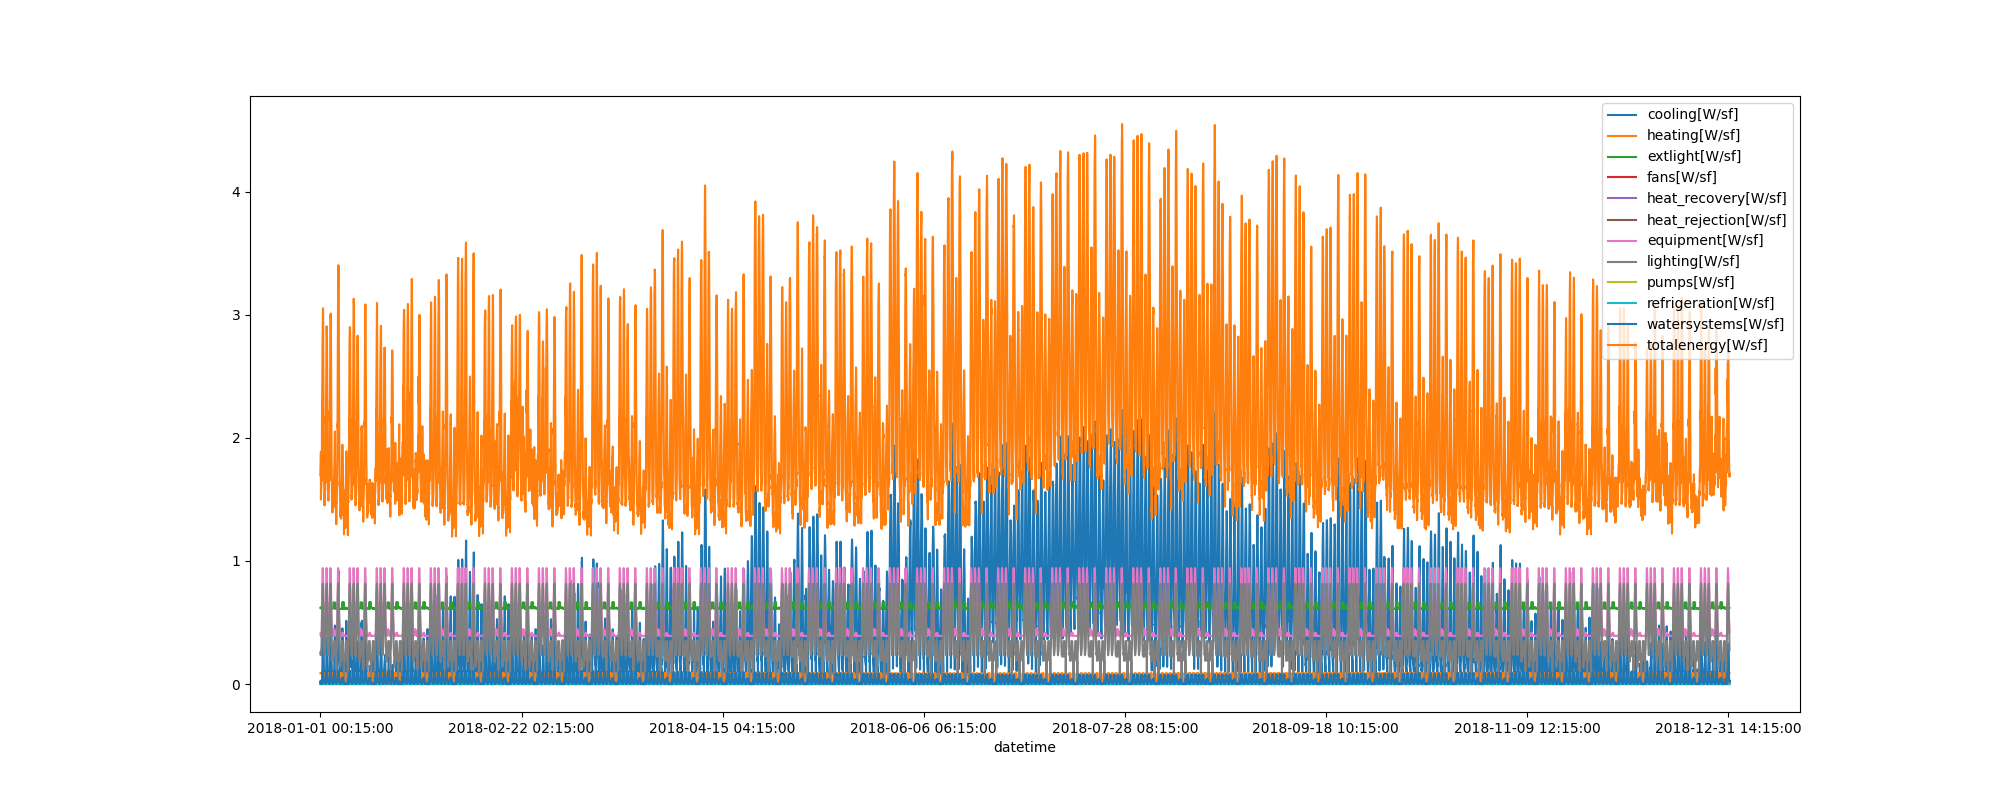 cooling[W/sf]
heating[W/sf]
extlight[W/sf]
fans[W/sf]
heat_recovery[W/sf]
heat_rejection[W/sf]
equipment[W/sf]
lighting[W/sf]
pumps[W/sf]
refrigeration[W/sf]
watersystems[W/sf]
totalenergy[W/sf]
4
3
2
1
0
2018-01-01 00:15:00 2018-02-22 02:15:00 2018-04-15 04:15:00 2018-06-06 06:15:00 2018-07-28 08:15:00 2018-09-18 10:15:00 2018-11-09 12:15:00 2018-12-31 14:15:00
datetime